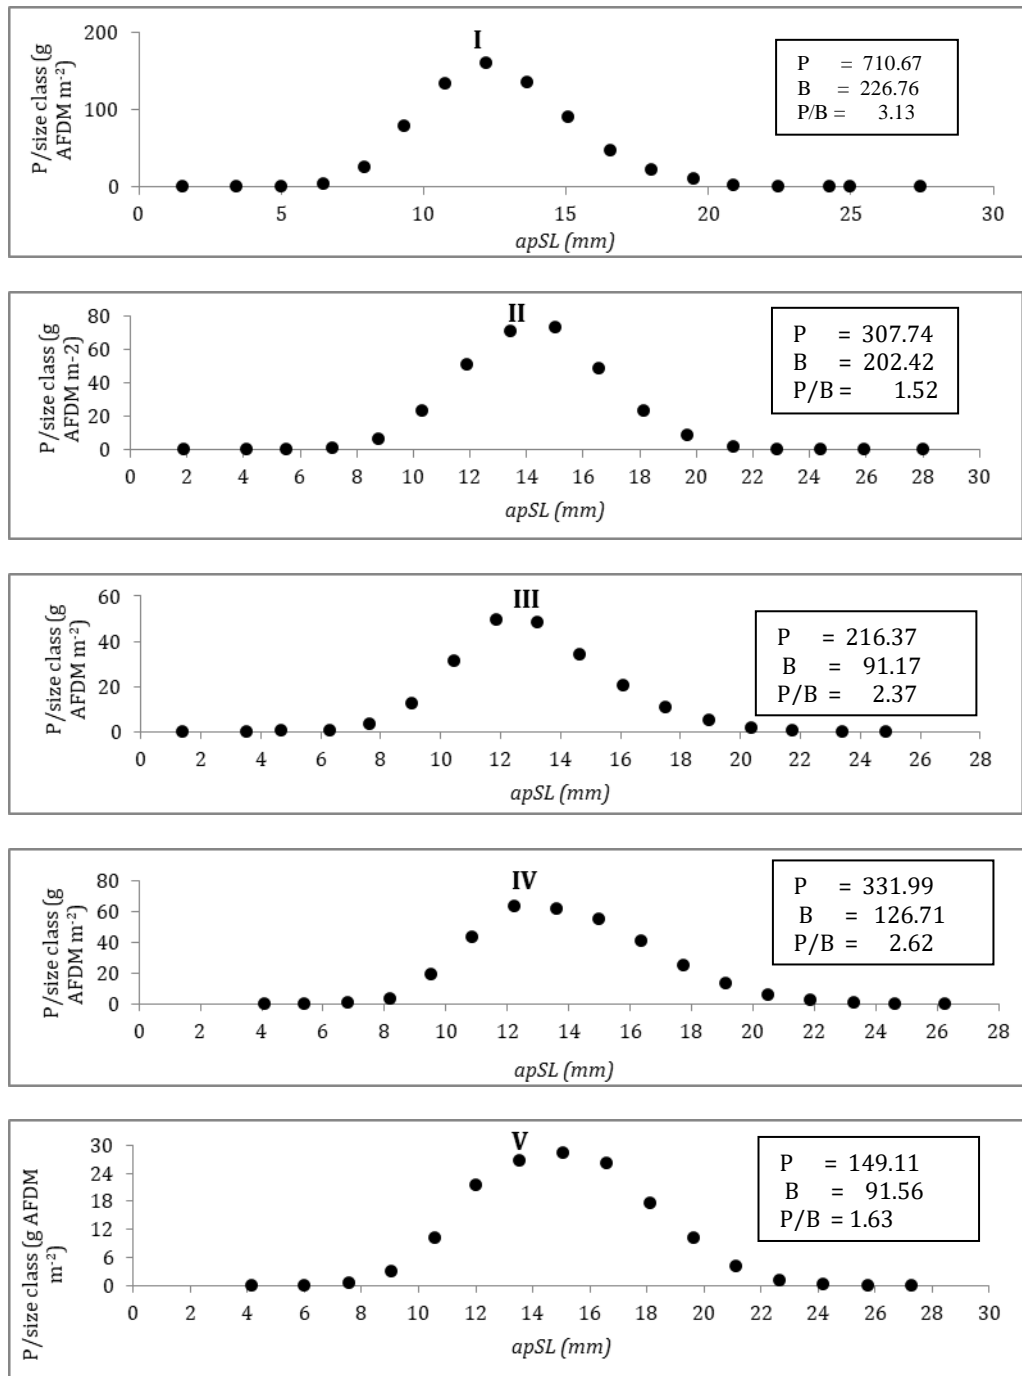 I
P/size class (g
AFDM m⁻²)
200
100
0
0 5 10 15 20 25 30
apSL (mm)
P = 710.67
B = 226.76
P/B = 3.13
II
P/size class (g
AFDM m-2)
80
60
40
20
0
0 2 4 6 8 10 12 14 16 18 20 22 24 26 28 30
apSL (mm)
P = 307.74
B = 202.42
P/B = 1.52
III
P/size class (g
AFDM m⁻²)
60
40
20
0
0 2 4 6 8 10 12 14 16 18 20 22 24 26 28
apSL (mm)
P = 216.37
B = 91.17
P/B = 2.37
IV
P/size class (g
AFDM m⁻²)
80
60
40
20
0
0 2 4 6 8 10 12 14 16 18 20 22 24 26 28
apSL (mm)
P = 331.99
B = 126.71
P/B = 2.62
V
P/size class (g AFDM
m⁻²)
30
24
18
12
6
0
0 2 4 6 8 10 12 14 16 18 20 22 24 26 28 30
apSL (mm)
P = 149.11
B = 91.56
P/B = 1.63